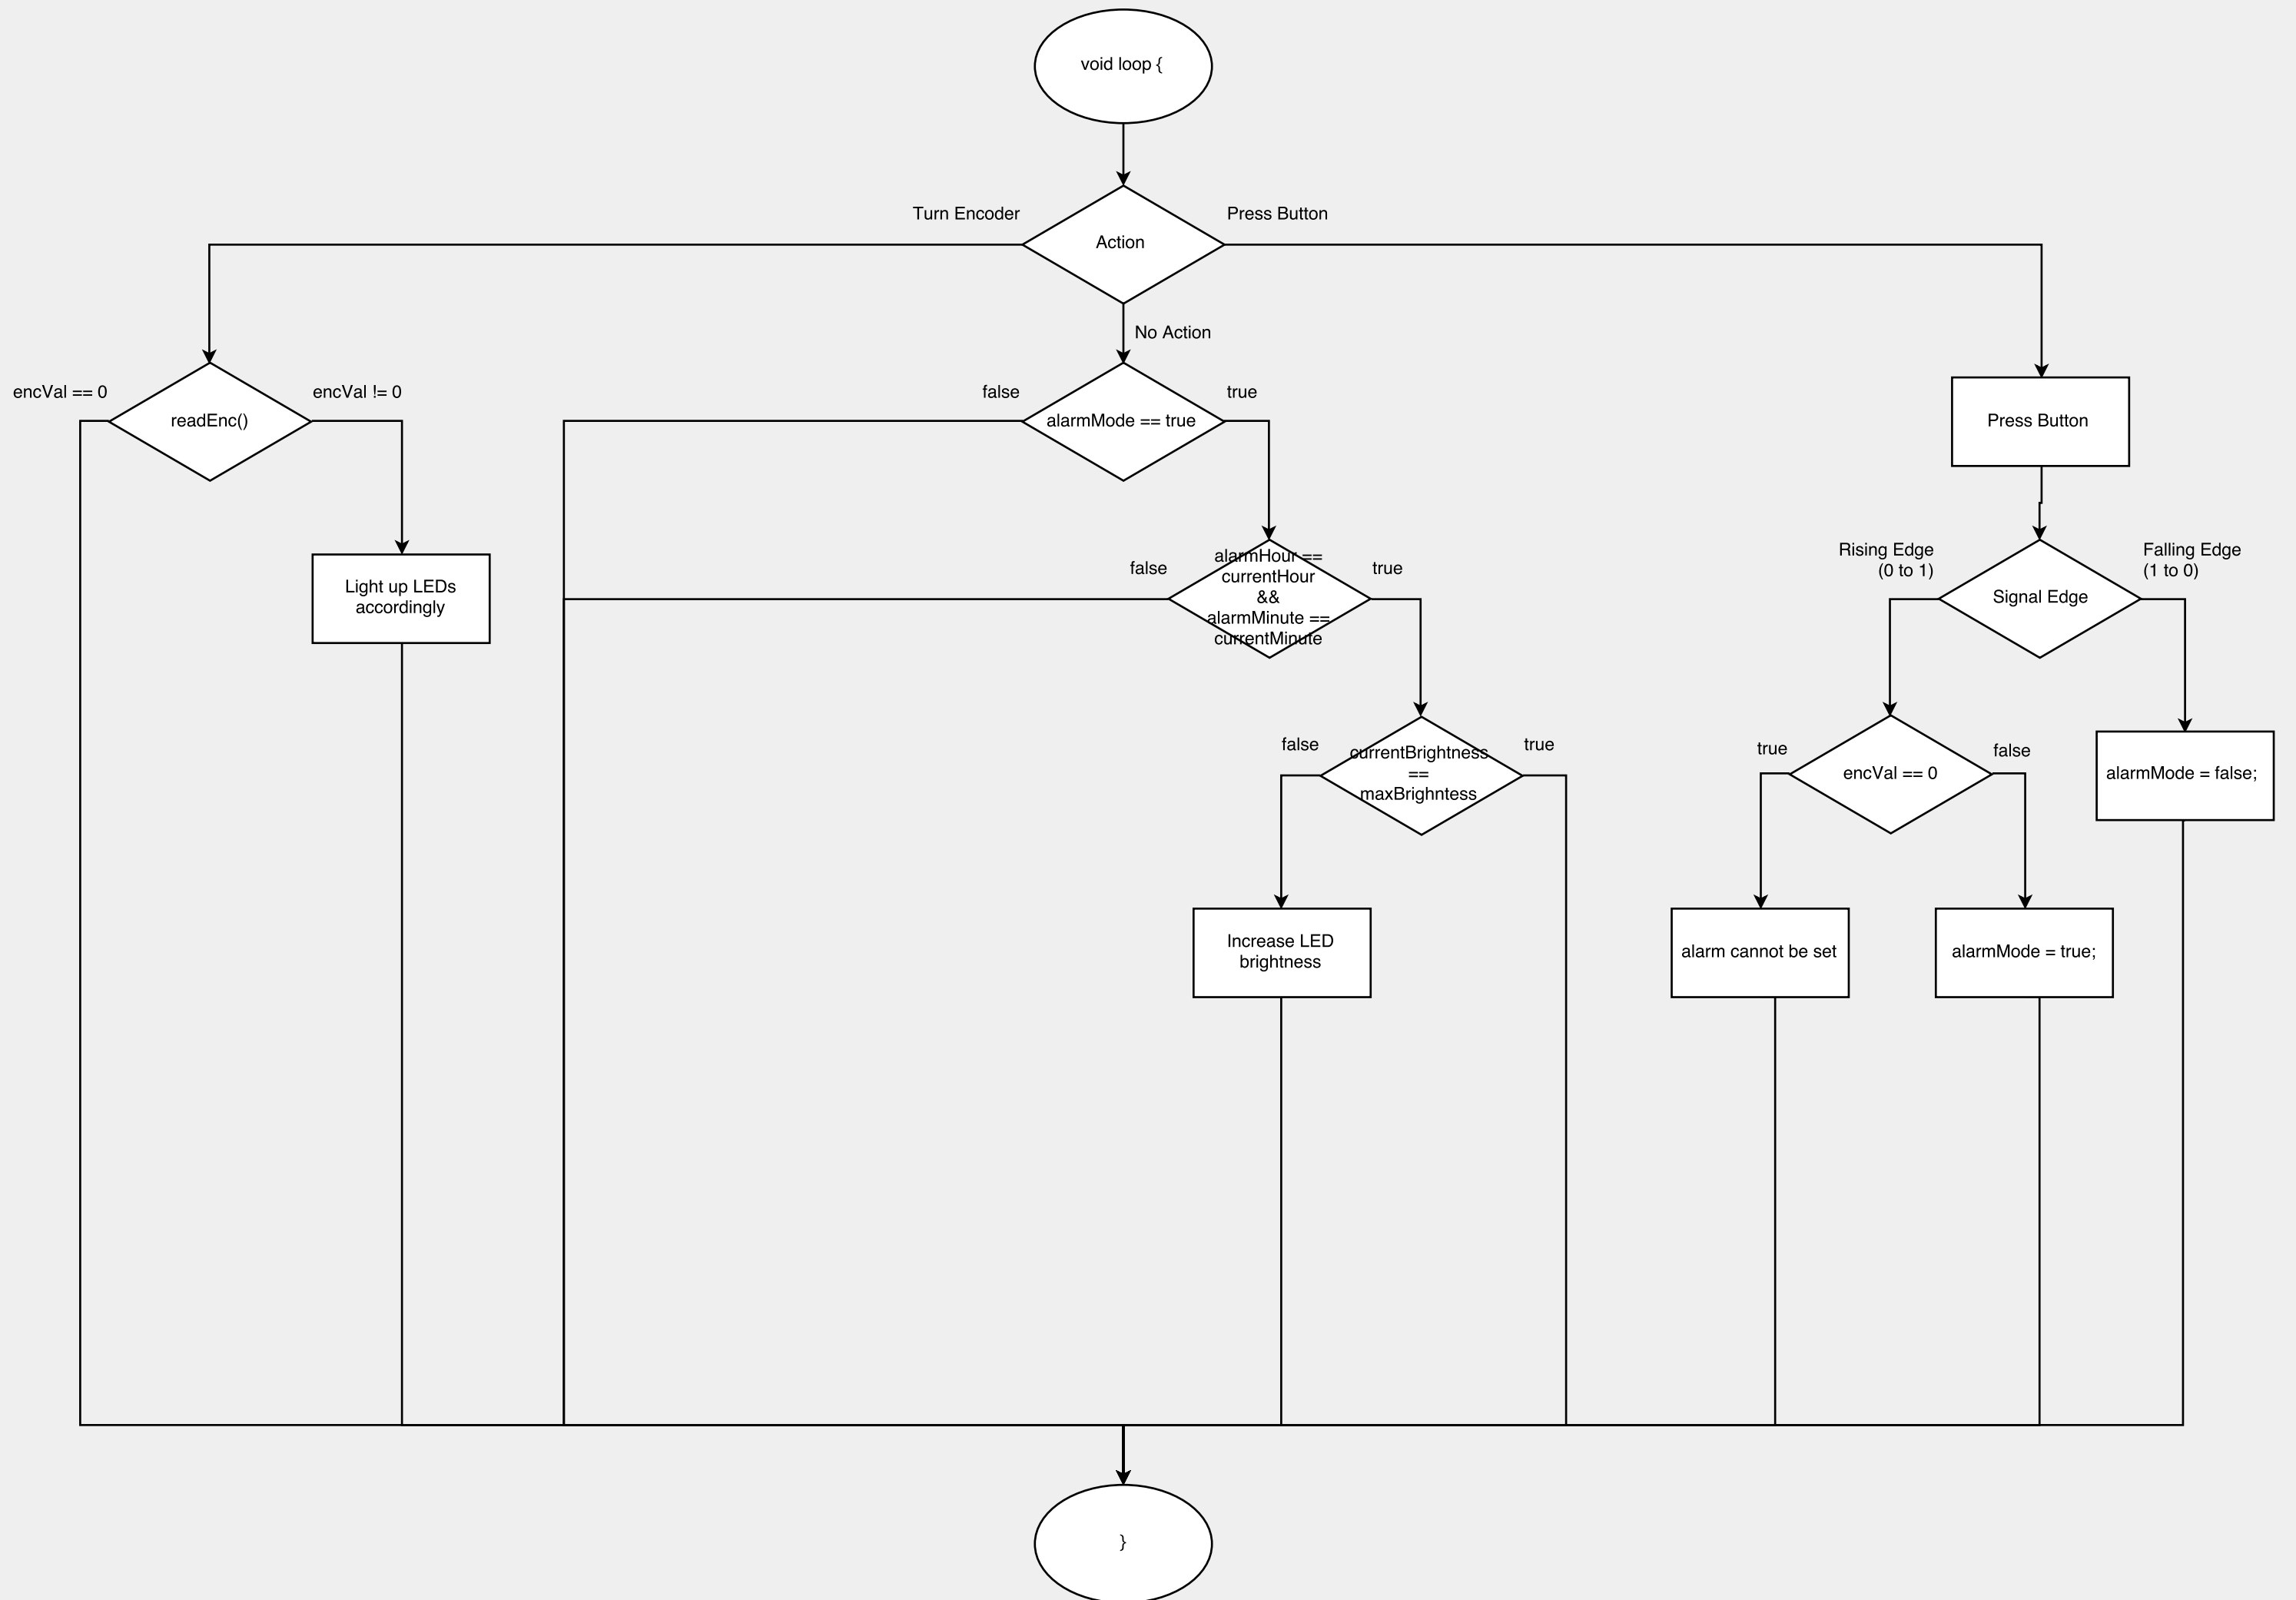 void loop {
Turn Encoder
Press Button
Action
No Action
encVal == 0
encVal != 0
readEnc()
false
true
alarmMode == true
Press Button
Light up LEDs
accordingly
false
alarmHour ==
currentHour
&&
alarmMinute ==
currentMinute
true
Rising Edge
(0 to 1)
Falling Edge
(1 to 0)
Signal Edge
false
currentBrightness
==
maxBrighntess
true
true
encVal == 0
false
alarmMode = false;
Increase LED
brightness
alarm cannot be set
alarmMode = true;
}